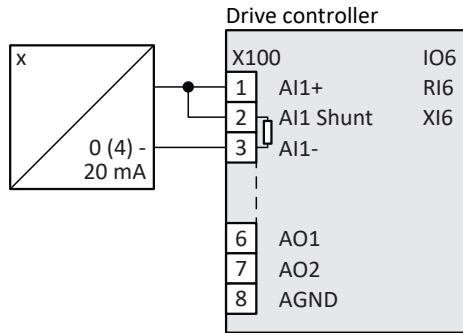 Drive controller
x
X100
IO6
1
AI1+
RI6
2
AI1 Shunt
XI6
0 (4) -
20 mA
3
AI1-
6
AO1
7
AO2
8
AGND